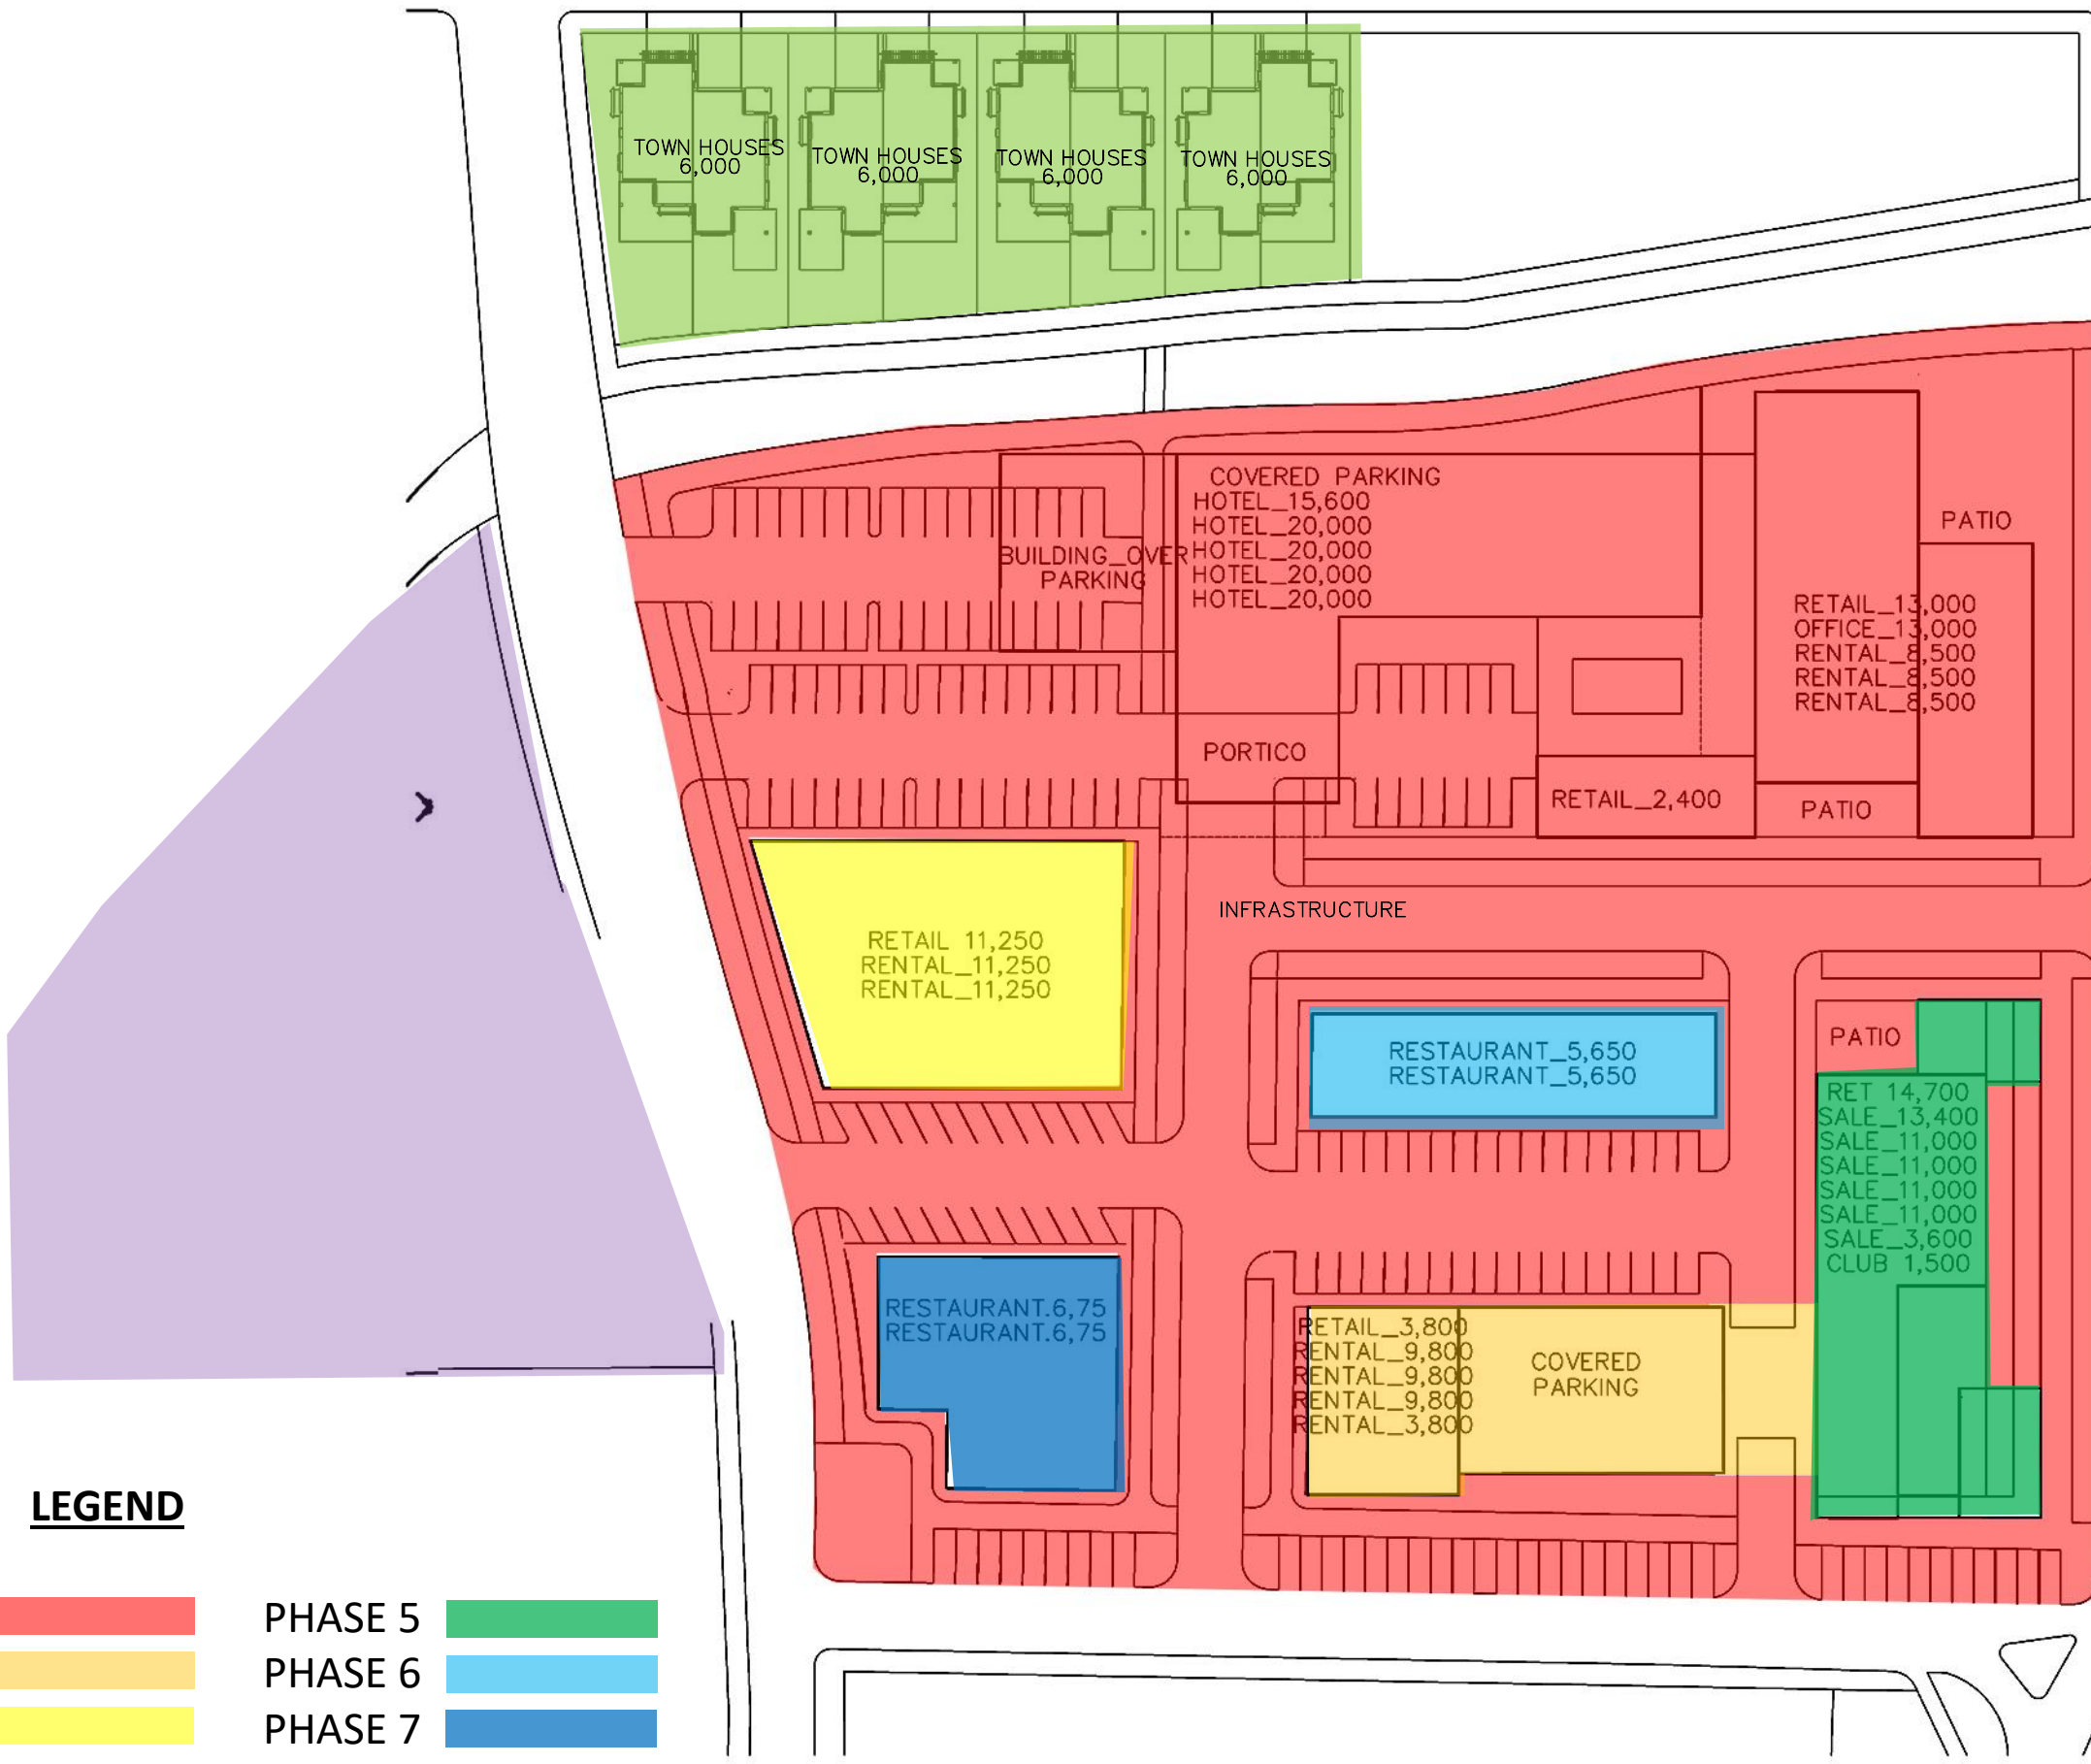 TOWN HOUSES
6,000
TOWN HOUSES
6,000
TOWN HOUSES
6,000
TOWN HOUSES
6,000
COVERED PARKING
HOTEL_15,600
HOTEL_20,000
HOTEL_20,000
HOTEL_20,000
HOTEL_20,000
BUILDING_OVER
PARKING
PATIO
RETAIL_13,000
OFFICE_13,000
RENTAL_8,500
RENTAL_8,500
RENTAL_8,500
PORTICO
RETAIL_2,400
PATIO
INFRASTRUCTURE
RETAIL 11,250
RENTAL_11,250
RENTAL_11,250
RESTAURANT_5,650
RESTAURANT_5,650
PATIO
RET 14,700
SALE_13,400
SALE_11,000
SALE_11,000
SALE_11,000
SALE_11,000
SALE_3,600
CLUB 1,500
RESTAURANT.6,75
RESTAURANT.6,75
RETAIL_3,800
RENTAL_9,800
RENTAL_9,800
RENTAL_9,800
RENTAL_3,800
COVERED
PARKING
LEGEND
PHASE 5
PHASE 6
PHASE 7